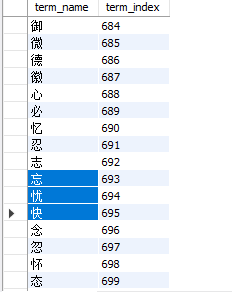 term_name term_index
御 684
微 685
德 686
徽 687
心 688
必 689
忆 690
忍 691
志 692
忘 693
忧 694
快 695
念 696
忽 697
怀 698
态 699